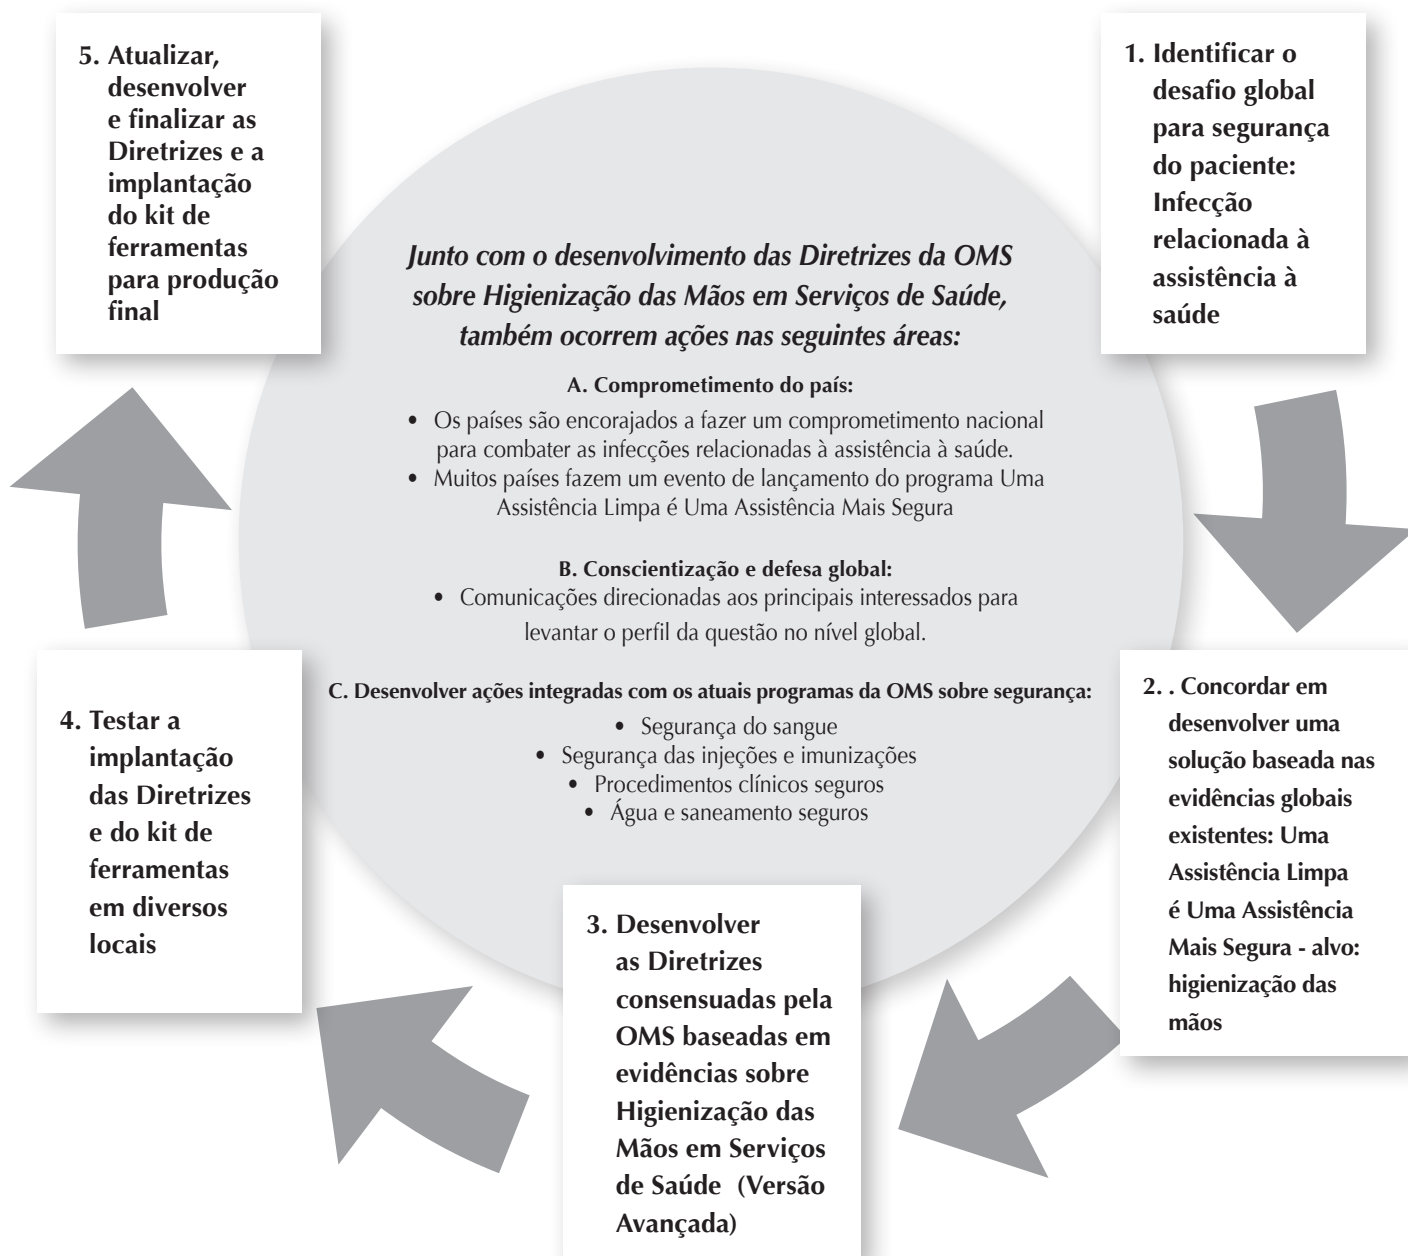 5. Atualizar,
desenvolver
e finalizar as
Diretrizes e a
implantação
do kit de
ferramentas
para produção
final
1. Identificar o
desafio global
para segurança
do paciente:
Infecção
relacionada à
assistência à
saúde
Junto com o desenvolvimento das Diretrizes da OMS
sobre Higienização das Mãos em Serviços de Saúde,
também ocorrem ações nas seguintes áreas:
A. Comprometimento do país:
• Os países são encorajados a fazer um comprometimento nacional
para combater as infecções relacionadas à assistência à saúde.
• Muitos países fazem um evento de lançamento do programa Uma
Assistência Limpa é Uma Assistência Mais Segura
B. Conscientização e defesa global:
• Comunicações direcionadas aos principais interessados para
levantar o perfil da questão no nível global.
C. Desenvolver ações integradas com os atuais programas da OMS sobre segurança:
• Segurança do sangue
• Segurança das injeções e imunizações
• Procedimentos clínicos seguros
• Água e saneamento seguros
2. . Concordar em
desenvolver uma
solução baseada nas
evidências globais
existentes: Uma
Assistência Limpa
é Uma Assistência
Mais Segura - alvo:
higienização das
mãos
4. Testar a
implantação
das Diretrizes
e do kit de
ferramentas
em diversos
locais
3. Desenvolver
as Diretrizes
consensuadas pela
OMS baseadas em
evidências sobre
Higienização das
Mãos em Serviços
de Saúde (Versão
Avançada)